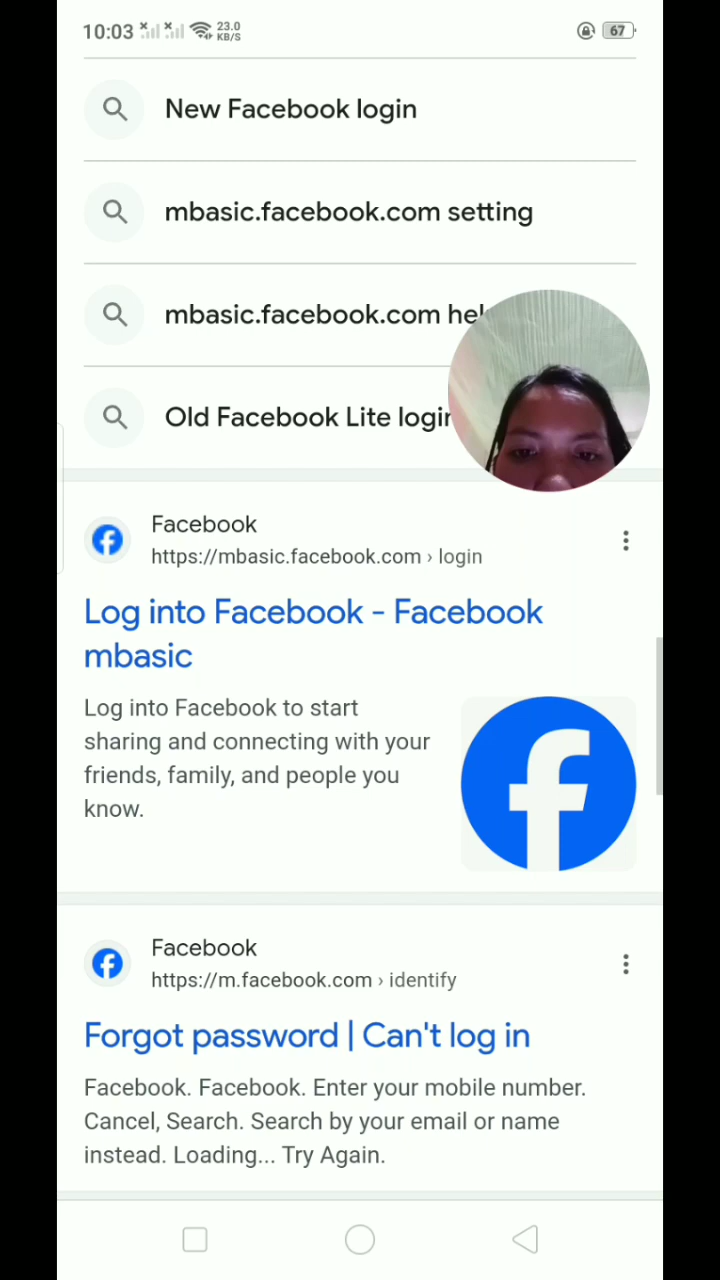 10:03 23.0 KB/S 67
New Facebook login
mbasic.facebook.com setting
mbasic.facebook.com
Old Facebook Lite login
Facebook
https://mbasic.facebook.com › login
Log into Facebook - Facebook
mbasic
Log into Facebook to start
sharing and connecting with your
friends, family, and people you
know.
Facebook
https://m.facebook.com › identify
Forgot password | Can't log in
Facebook. Facebook. Enter your mobile number.
Cancel, Search. Search by your email or name
instead. Loading... Try Again.